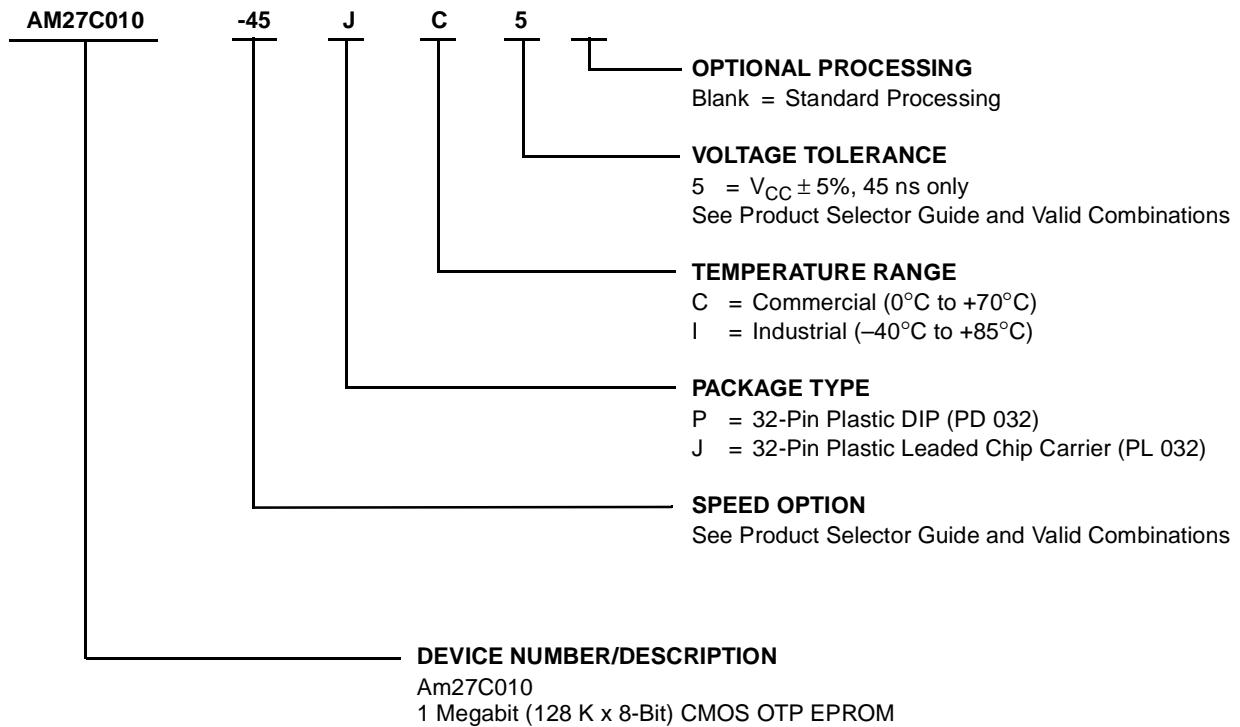 AM27C010 -45 J C 5
OPTIONAL PROCESSING
Blank = Standard Processing
VOLTAGE TOLERANCE
5 = VCC ± 5%, 45 ns only
See Product Selector Guide and Valid Combinations
TEMPERATURE RANGE
C = Commercial (0°C to +70°C)
I = Industrial (–40°C to +85°C)
PACKAGE TYPE
P = 32-Pin Plastic DIP (PD 032)
J = 32-Pin Plastic Leaded Chip Carrier (PL 032)
SPEED OPTION
See Product Selector Guide and Valid Combinations
DEVICE NUMBER/DESCRIPTION
Am27C010
1 Megabit (128 K x 8-Bit) CMOS OTP EPROM